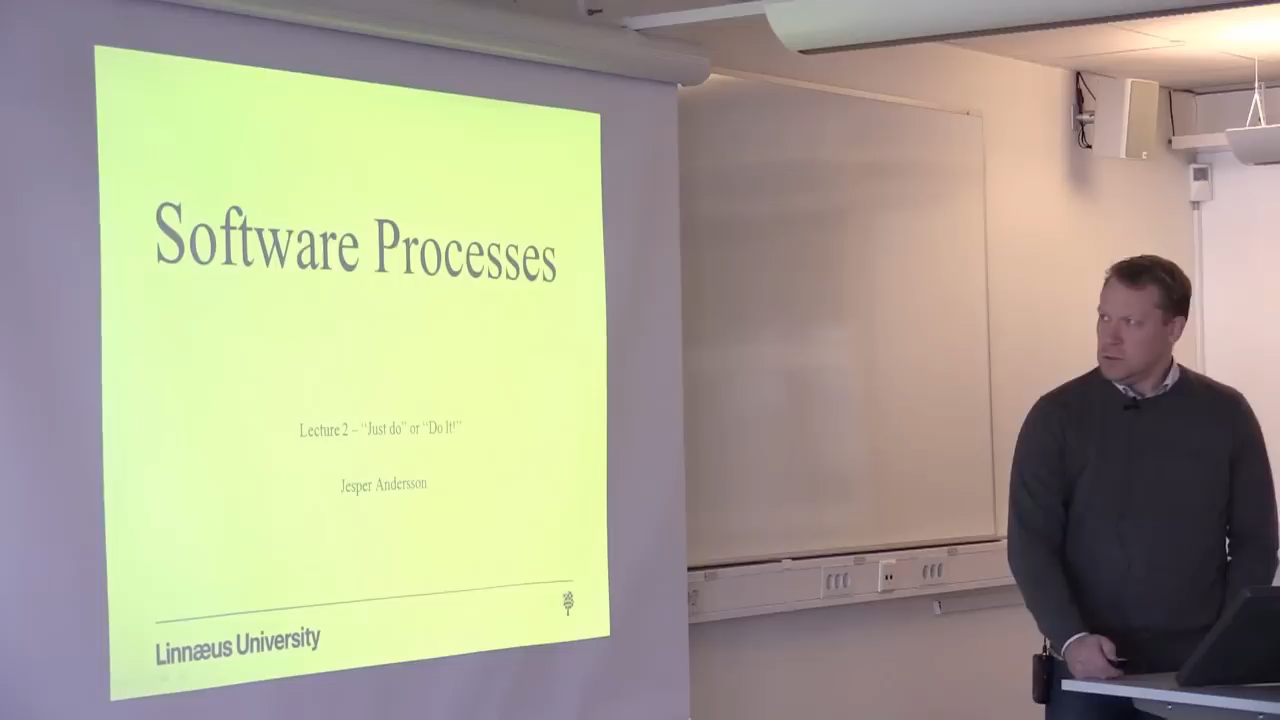 Software Processes
Lecture 2 – “Just do” or “Do It!”
Jesper Andersson
Linnæus University